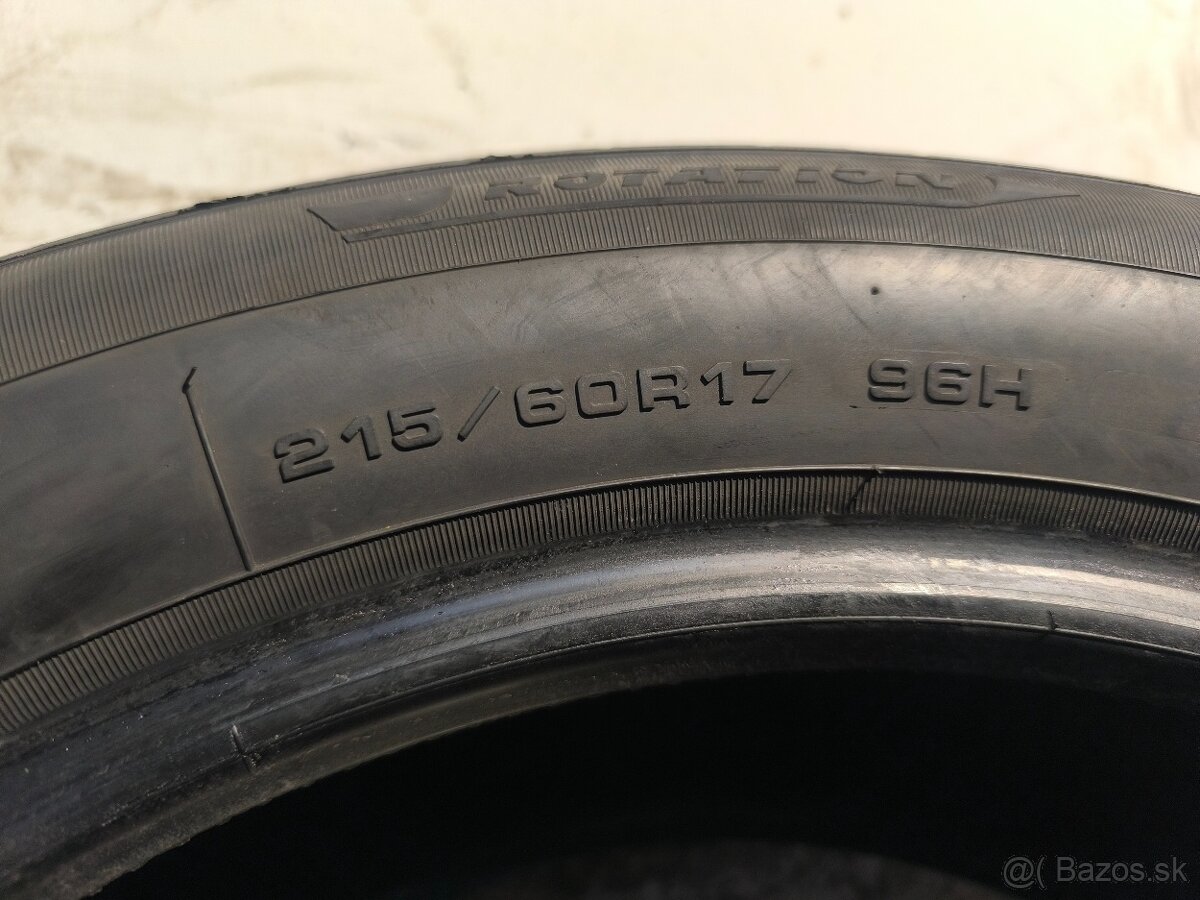 ROTATION
215/60R17 96H
@( Bazos.sk